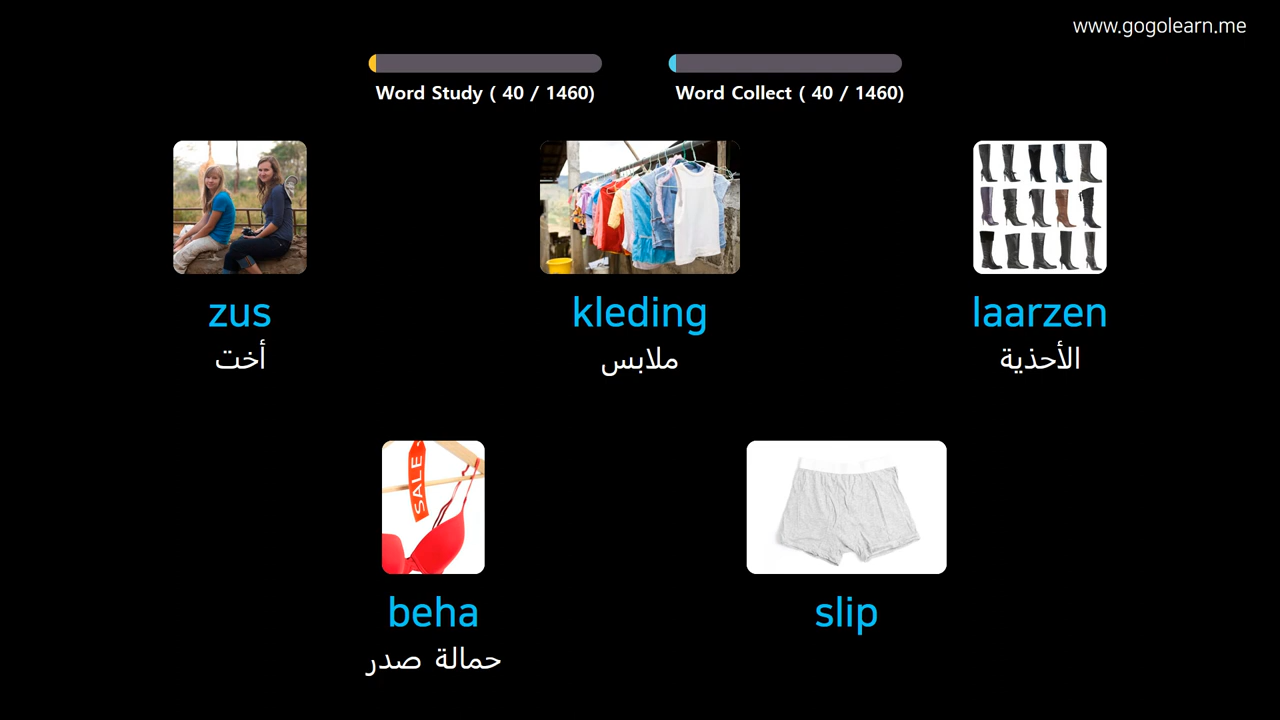 www.gogolearn.me
Word Study ( 40 / 1460)
Word Collect ( 40 / 1460)
zus
أخت
kleding
ملابس
laarzen
الأحذية
SALE
beha
حمالة صدر
slip